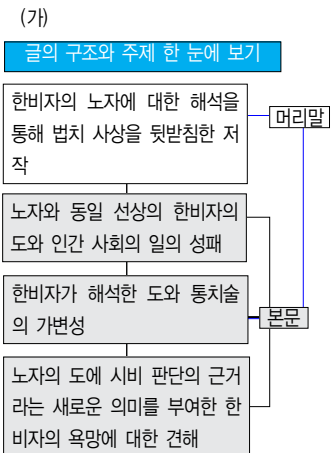 (가)
글의 구조와 주제 한 눈에 보기
한비자의 노자에 대한 해석을
통해 법치 사상을 뒷받침한 저
작
머리말
노자와 동일 선상의 한비자의
도와 인간 사회의 일의 성패
한비자가 해석한 도와 통치술
의 가변성
본문
노자의 도에 시비 판단의 근거
라는 새로운 의미를 부여한 한
비자의 욕망에 대한 견해